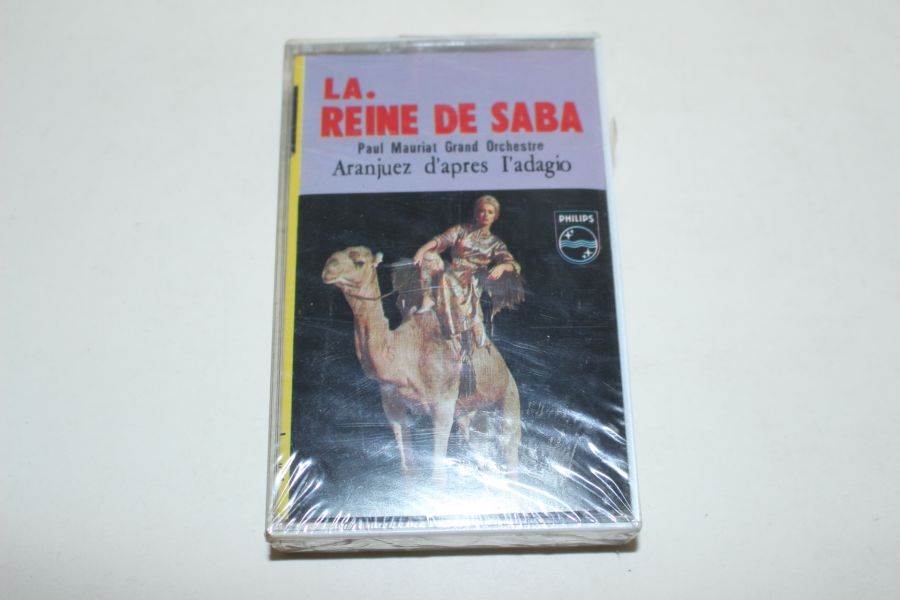 LA.
REINE DE SABA
Paul Mauriat Grand Orchestre
Aranjuez d'apres l'adagio
PHILIPS